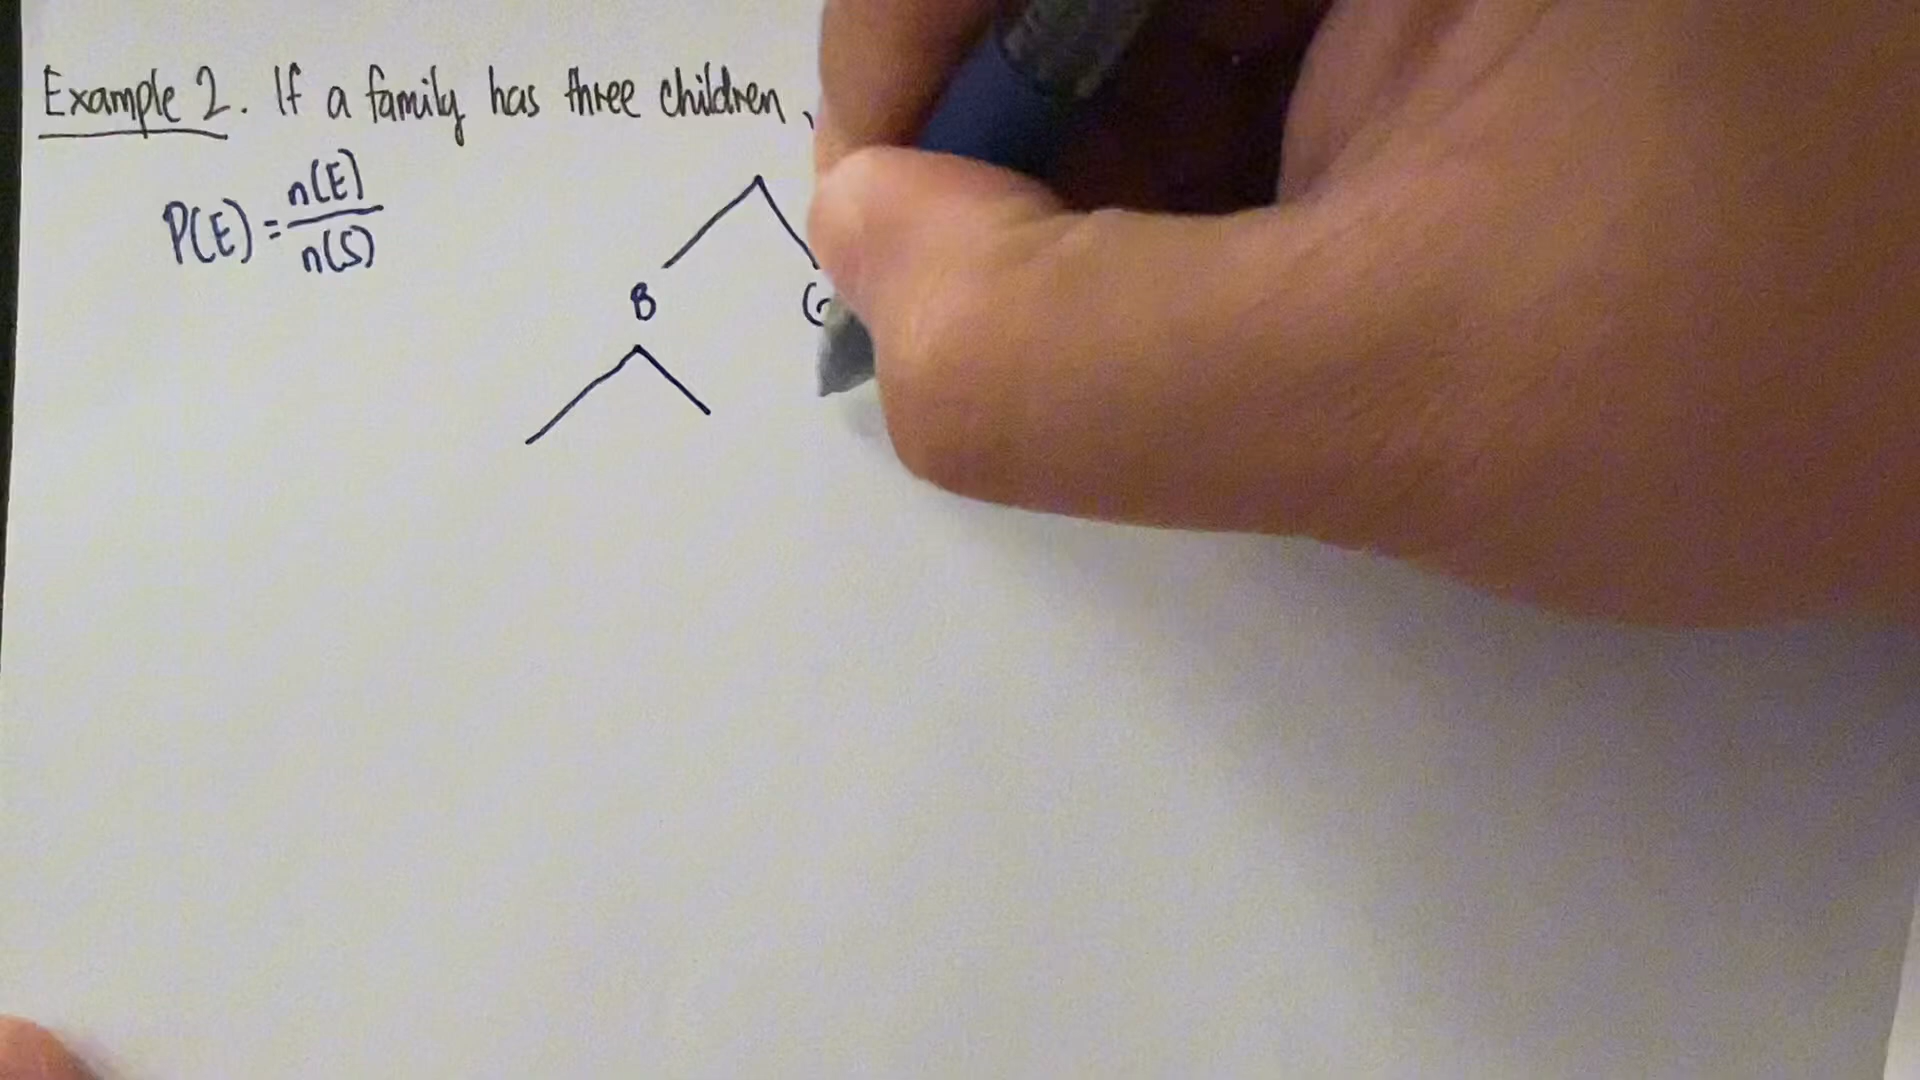 Example 2. If a family has three children,
P(E) = n(E)/n(S)
B G